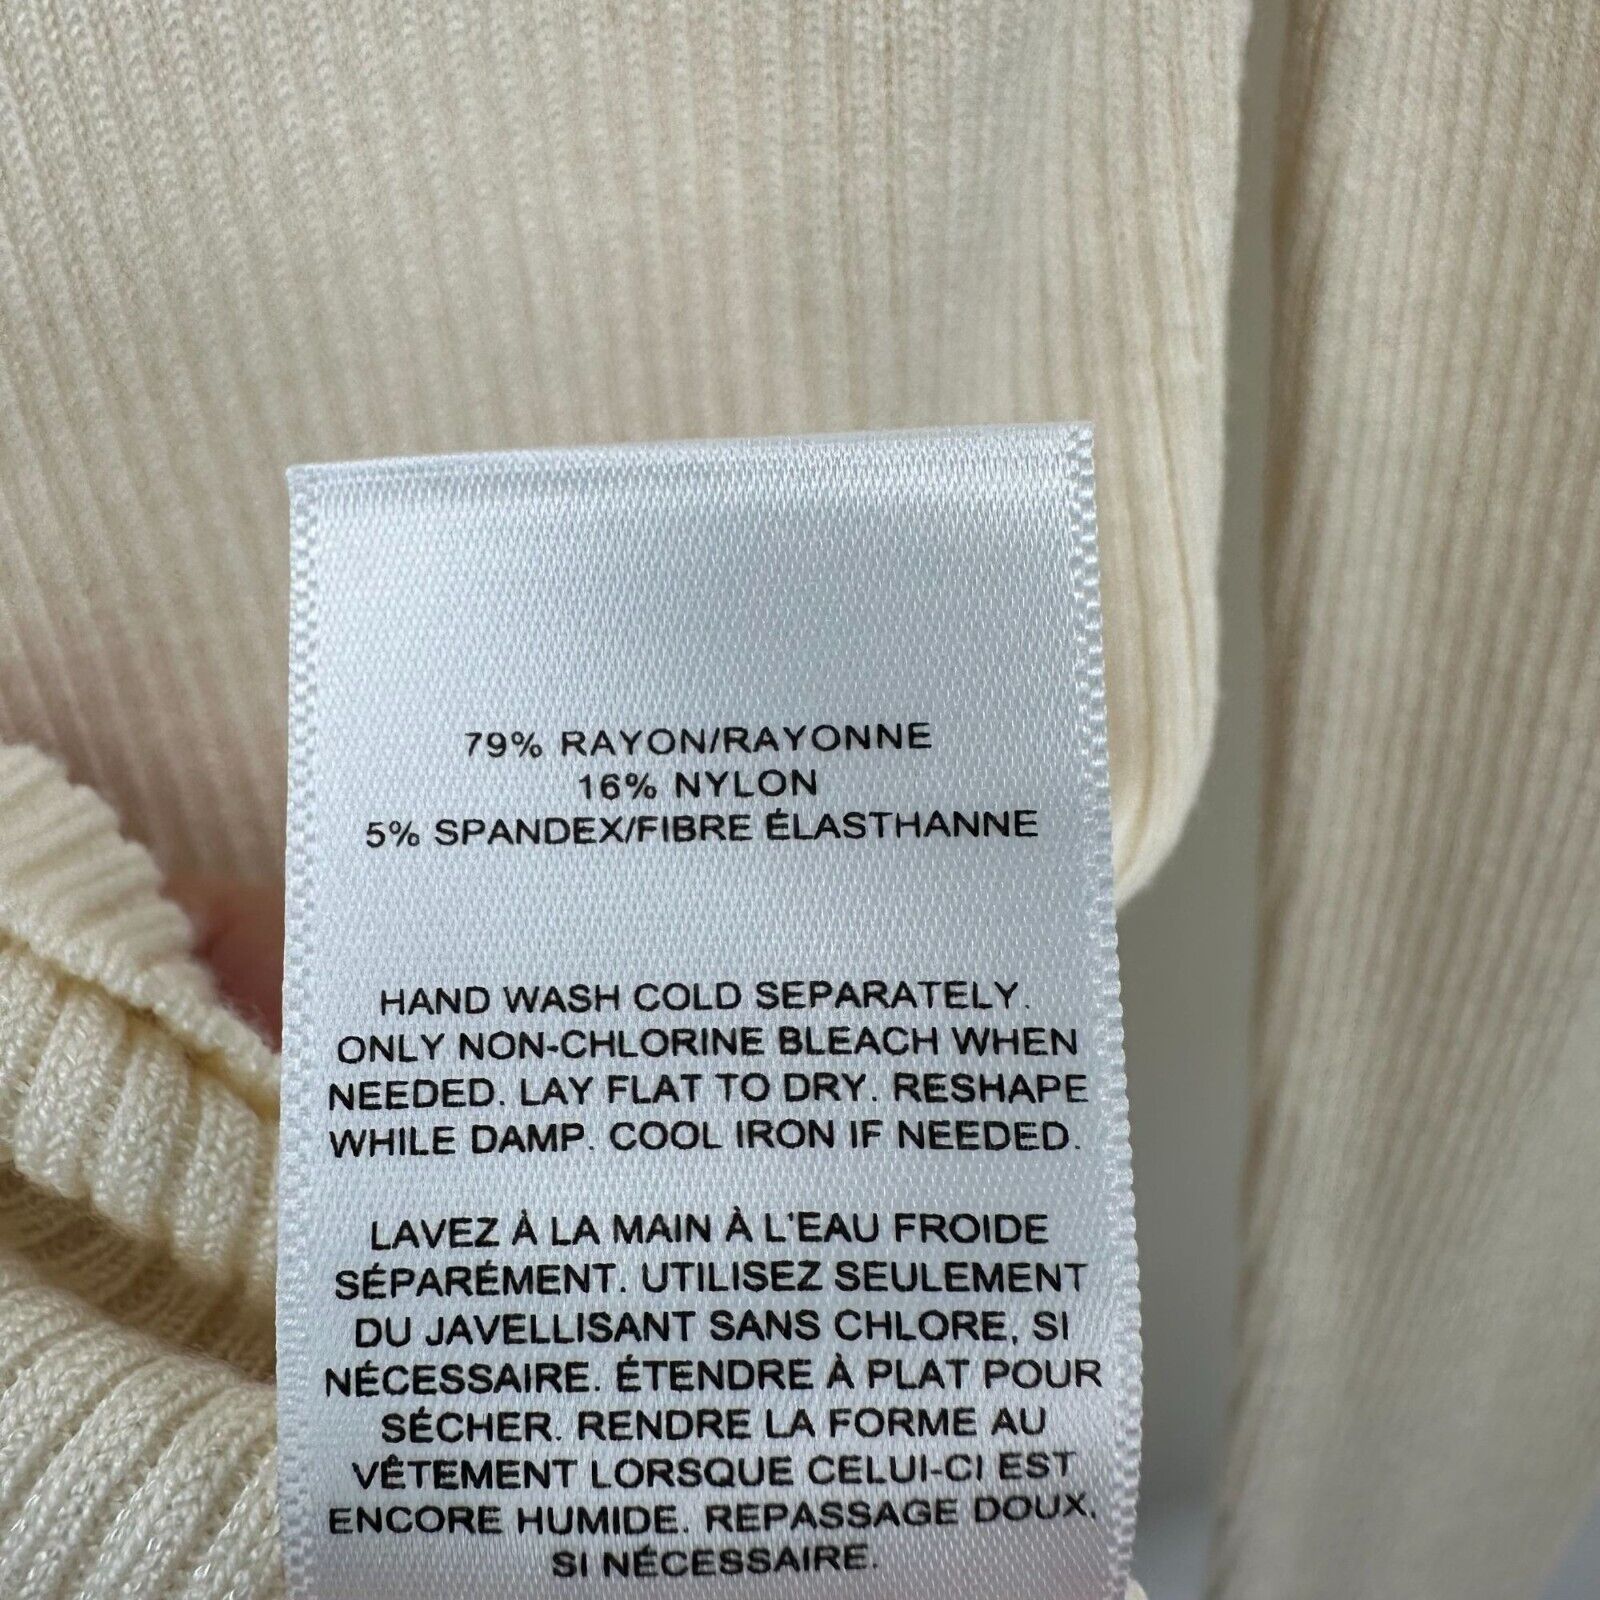 79% RAYON/RAYONNE
16% NYLON
5% SPANDEX/FIBRE ÉLASTHANNE
HAND WASH COLD SEPARATELY.
ONLY NON-CHLORINE BLEACH WHEN
NEEDED. LAY FLAT TO DRY. RESHAPE
WHILE DAMP. COOL IRON IF NEEDED.
LAVEZ À LA MAIN À L'EAU FROIDE
SÉPARÉMENT. UTILISEZ SEULEMENT
DU JAVELLISANT SANS CHLORE, SI
NÉCESSAIRE. ÉTENDRE À PLAT POUR
SÉCHER. RENDRE LA FORME AU
VÊTEMENT LORSQUE CELUI-CI EST
ENCORE HUMIDE. REPASSAGE DOUX,
SI NÉCESSAIRE.